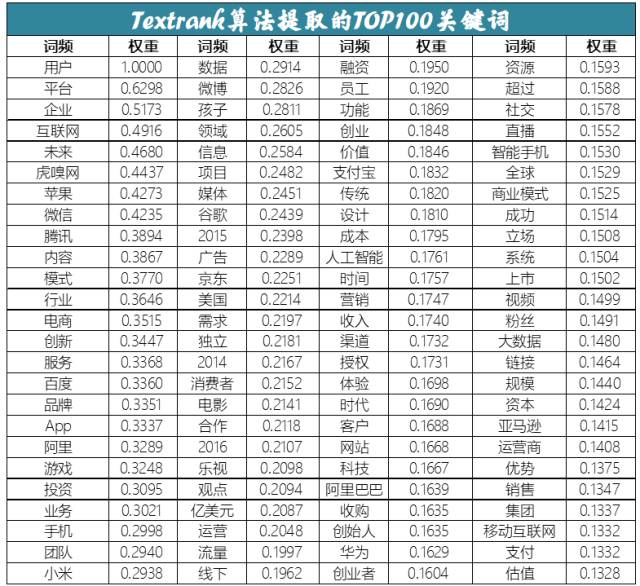 Textrank算法提取的TOP100关键词
词频 权重 词频 权重 词频 权重 词频 权重
用户 1.0000 数据 0.2914 融资 0.1950 资源 0.1593
平台 0.6298 微博 0.2826 员工 0.1920 超过 0.1588
企业 0.5173 孩子 0.2811 功能 0.1869 社交 0.1578
互联网 0.4916 领域 0.2605 创业 0.1848 直播 0.1552
未来 0.4680 信息 0.2584 价值 0.1846 智能手机 0.1530
虎嗅网 0.4437 项目 0.2482 支付宝 0.1832 全球 0.1529
苹果 0.4273 媒体 0.2451 传统 0.1820 商业模式 0.1525
微信 0.4235 谷歌 0.2439 设计 0.1810 成功 0.1514
腾讯 0.3894 2015 0.2398 成本 0.1795 立场 0.1508
内容 0.3867 广告 0.2289 人工智能 0.1761 系统 0.1504
模式 0.3770 京东 0.2251 时间 0.1757 上市 0.1502
行业 0.3646 美国 0.2214 营销 0.1747 视频 0.1499
电商 0.3515 需求 0.2197 收入 0.1740 粉丝 0.1491
创新 0.3447 独立 0.2181 渠道 0.1732 大数据 0.1480
服务 0.3368 2014 0.2167 授权 0.1731 链接 0.1464
百度 0.3360 消费者 0.2152 体验 0.1698 规模 0.1440
品牌 0.3351 电影 0.2141 时代 0.1690 资本 0.1424
App 0.3337 合作 0.2118 客户 0.1688 亚马逊 0.1415
阿里 0.3289 2016 0.2107 网站 0.1668 运营商 0.1408
游戏 0.3248 乐视 0.2098 科技 0.1667 优势 0.1375
投资 0.3095 观点 0.2094 阿里巴巴 0.1639 销售 0.1347
业务 0.3021 亿美元 0.2087 收购 0.1635 集团 0.1337
手机 0.2998 运营 0.2048 创始人 0.1635 移动互联网 0.1332
团队 0.2940 流量 0.1997 华为 0.1629 支付 0.1332
小米 0.2938 线下 0.1962 创业者 0.1604 估值 0.1328